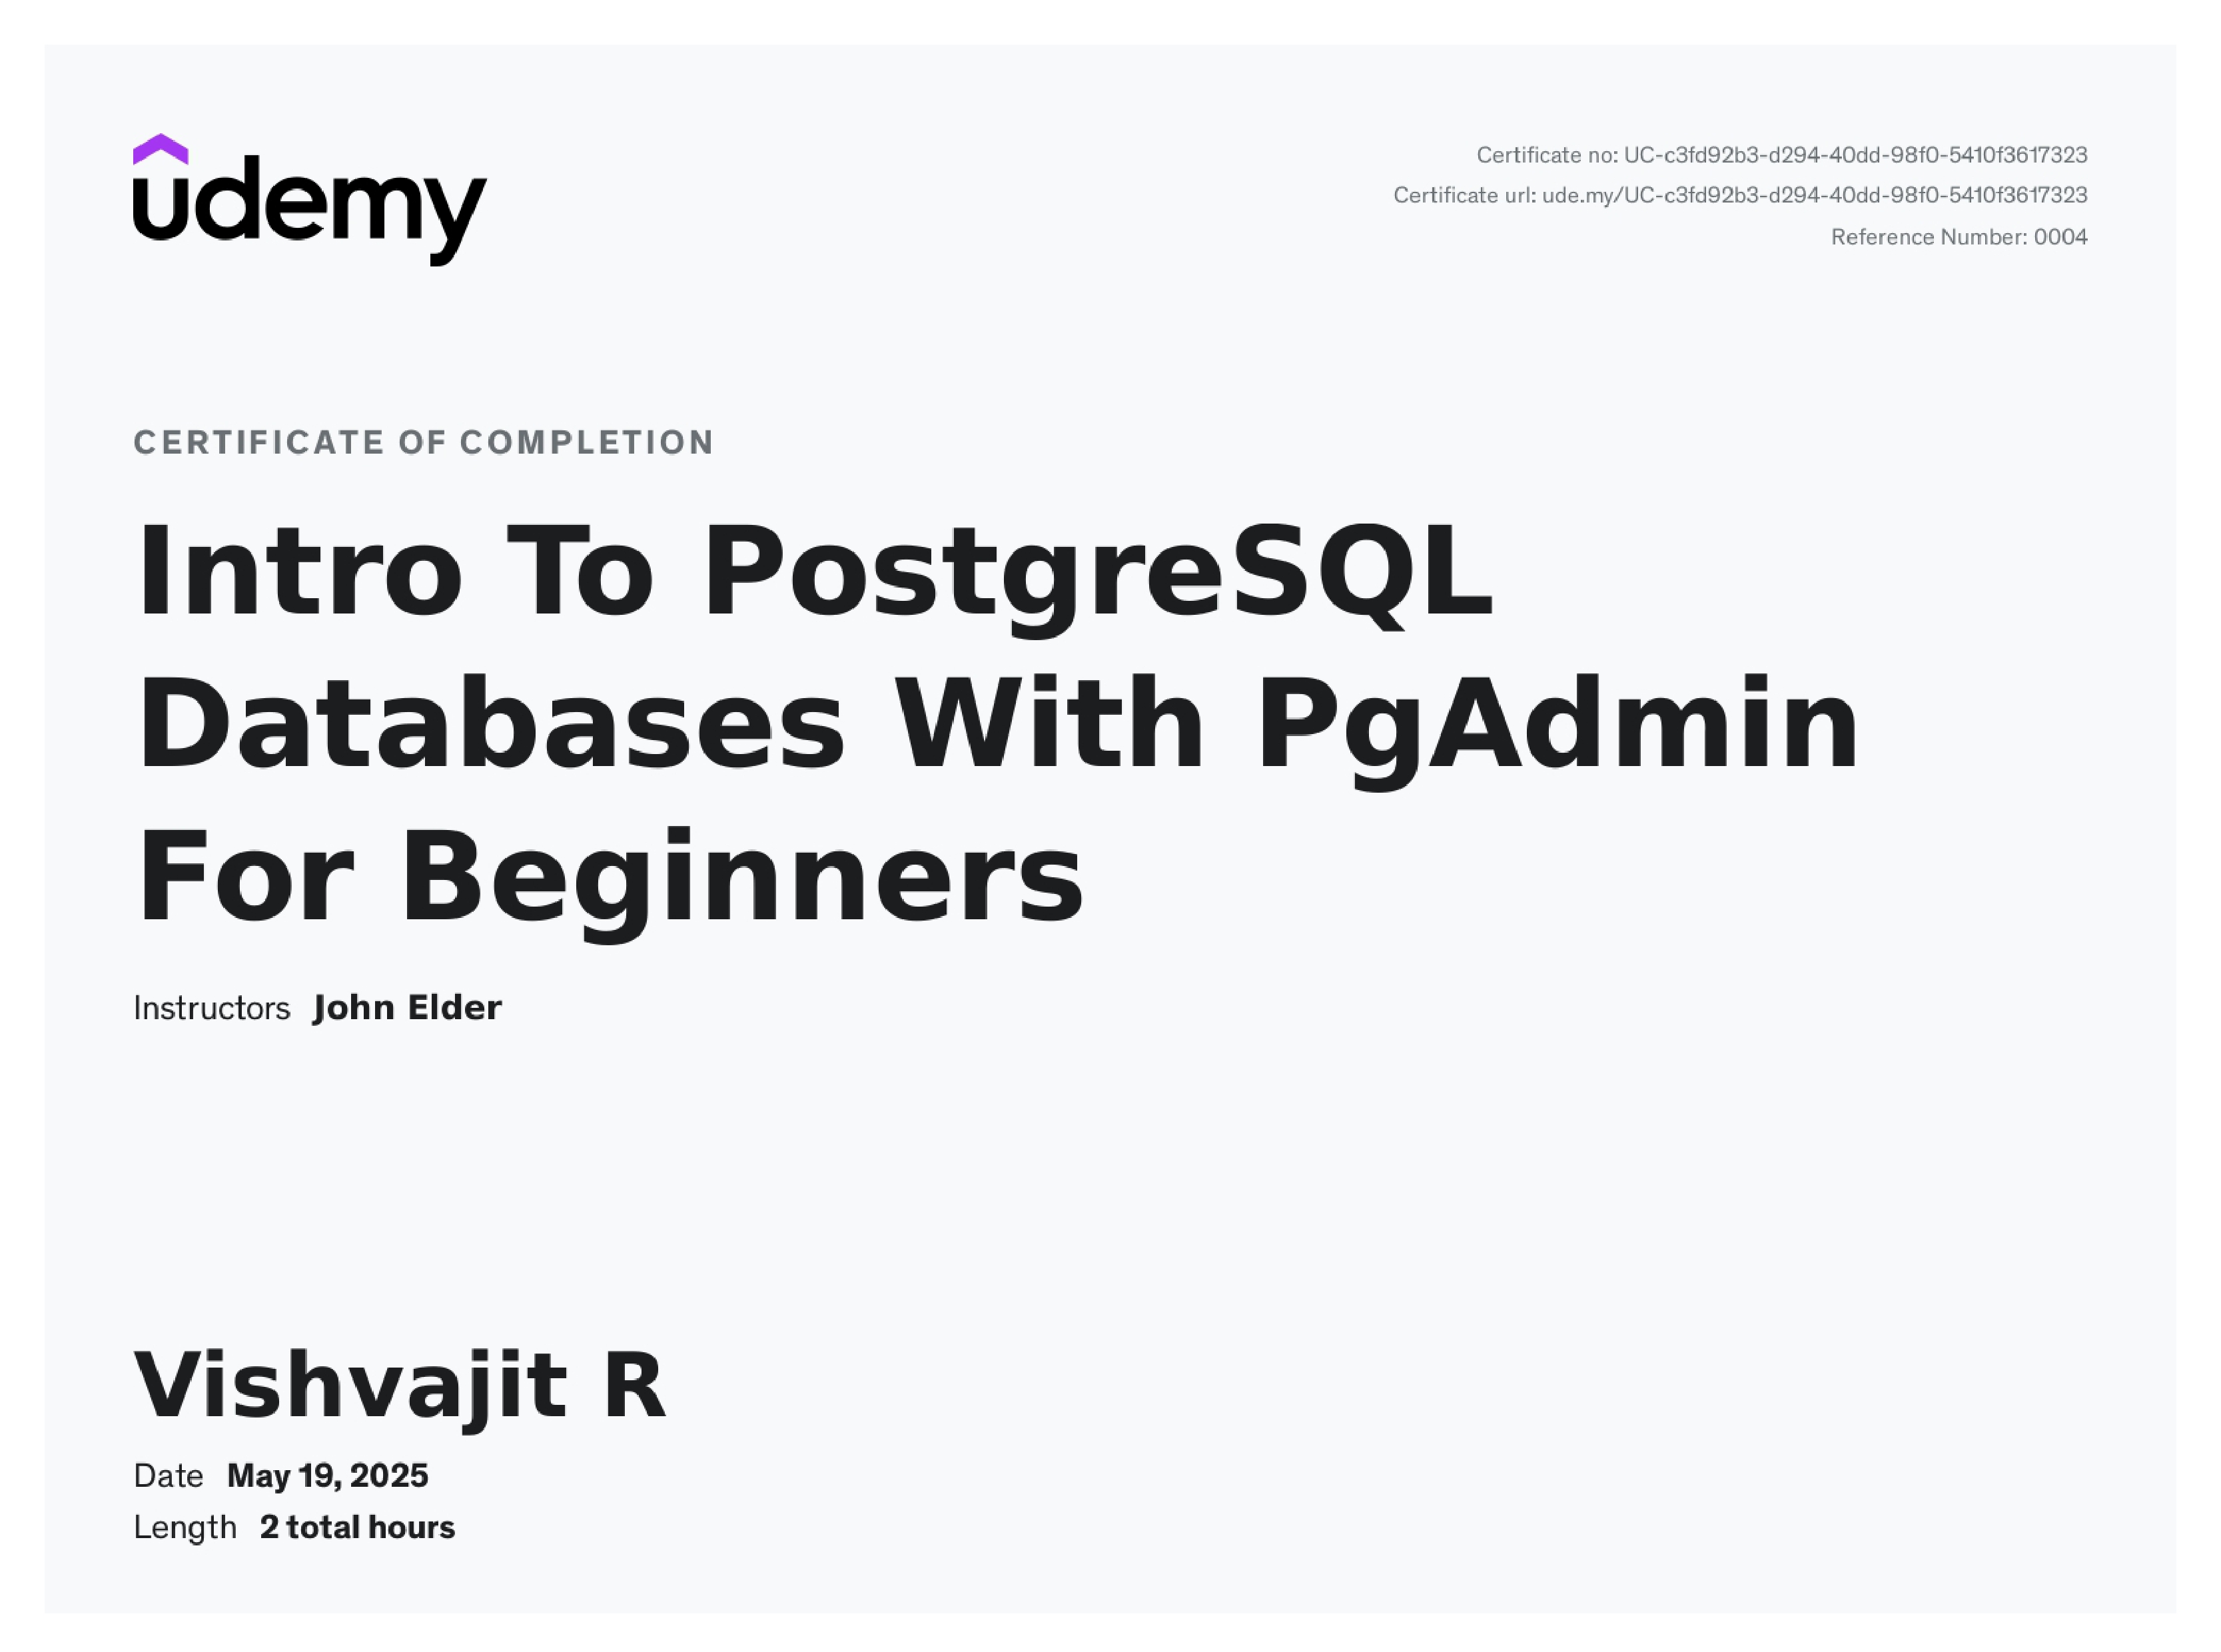 udemy
Certificate no: UC-c3fd92b3-d294-40dd-98f0-5410f3617323
Certificate url: ude.my/UC-c3fd92b3-d294-40dd-98f0-5410f3617323
Reference Number: 0004
CERTIFICATE OF COMPLETION
Intro To PostgreSQL
Databases With PgAdmin
For Beginners
Instructors John Elder
Vishvajit R
Date May 19, 2025
Length 2 total hours